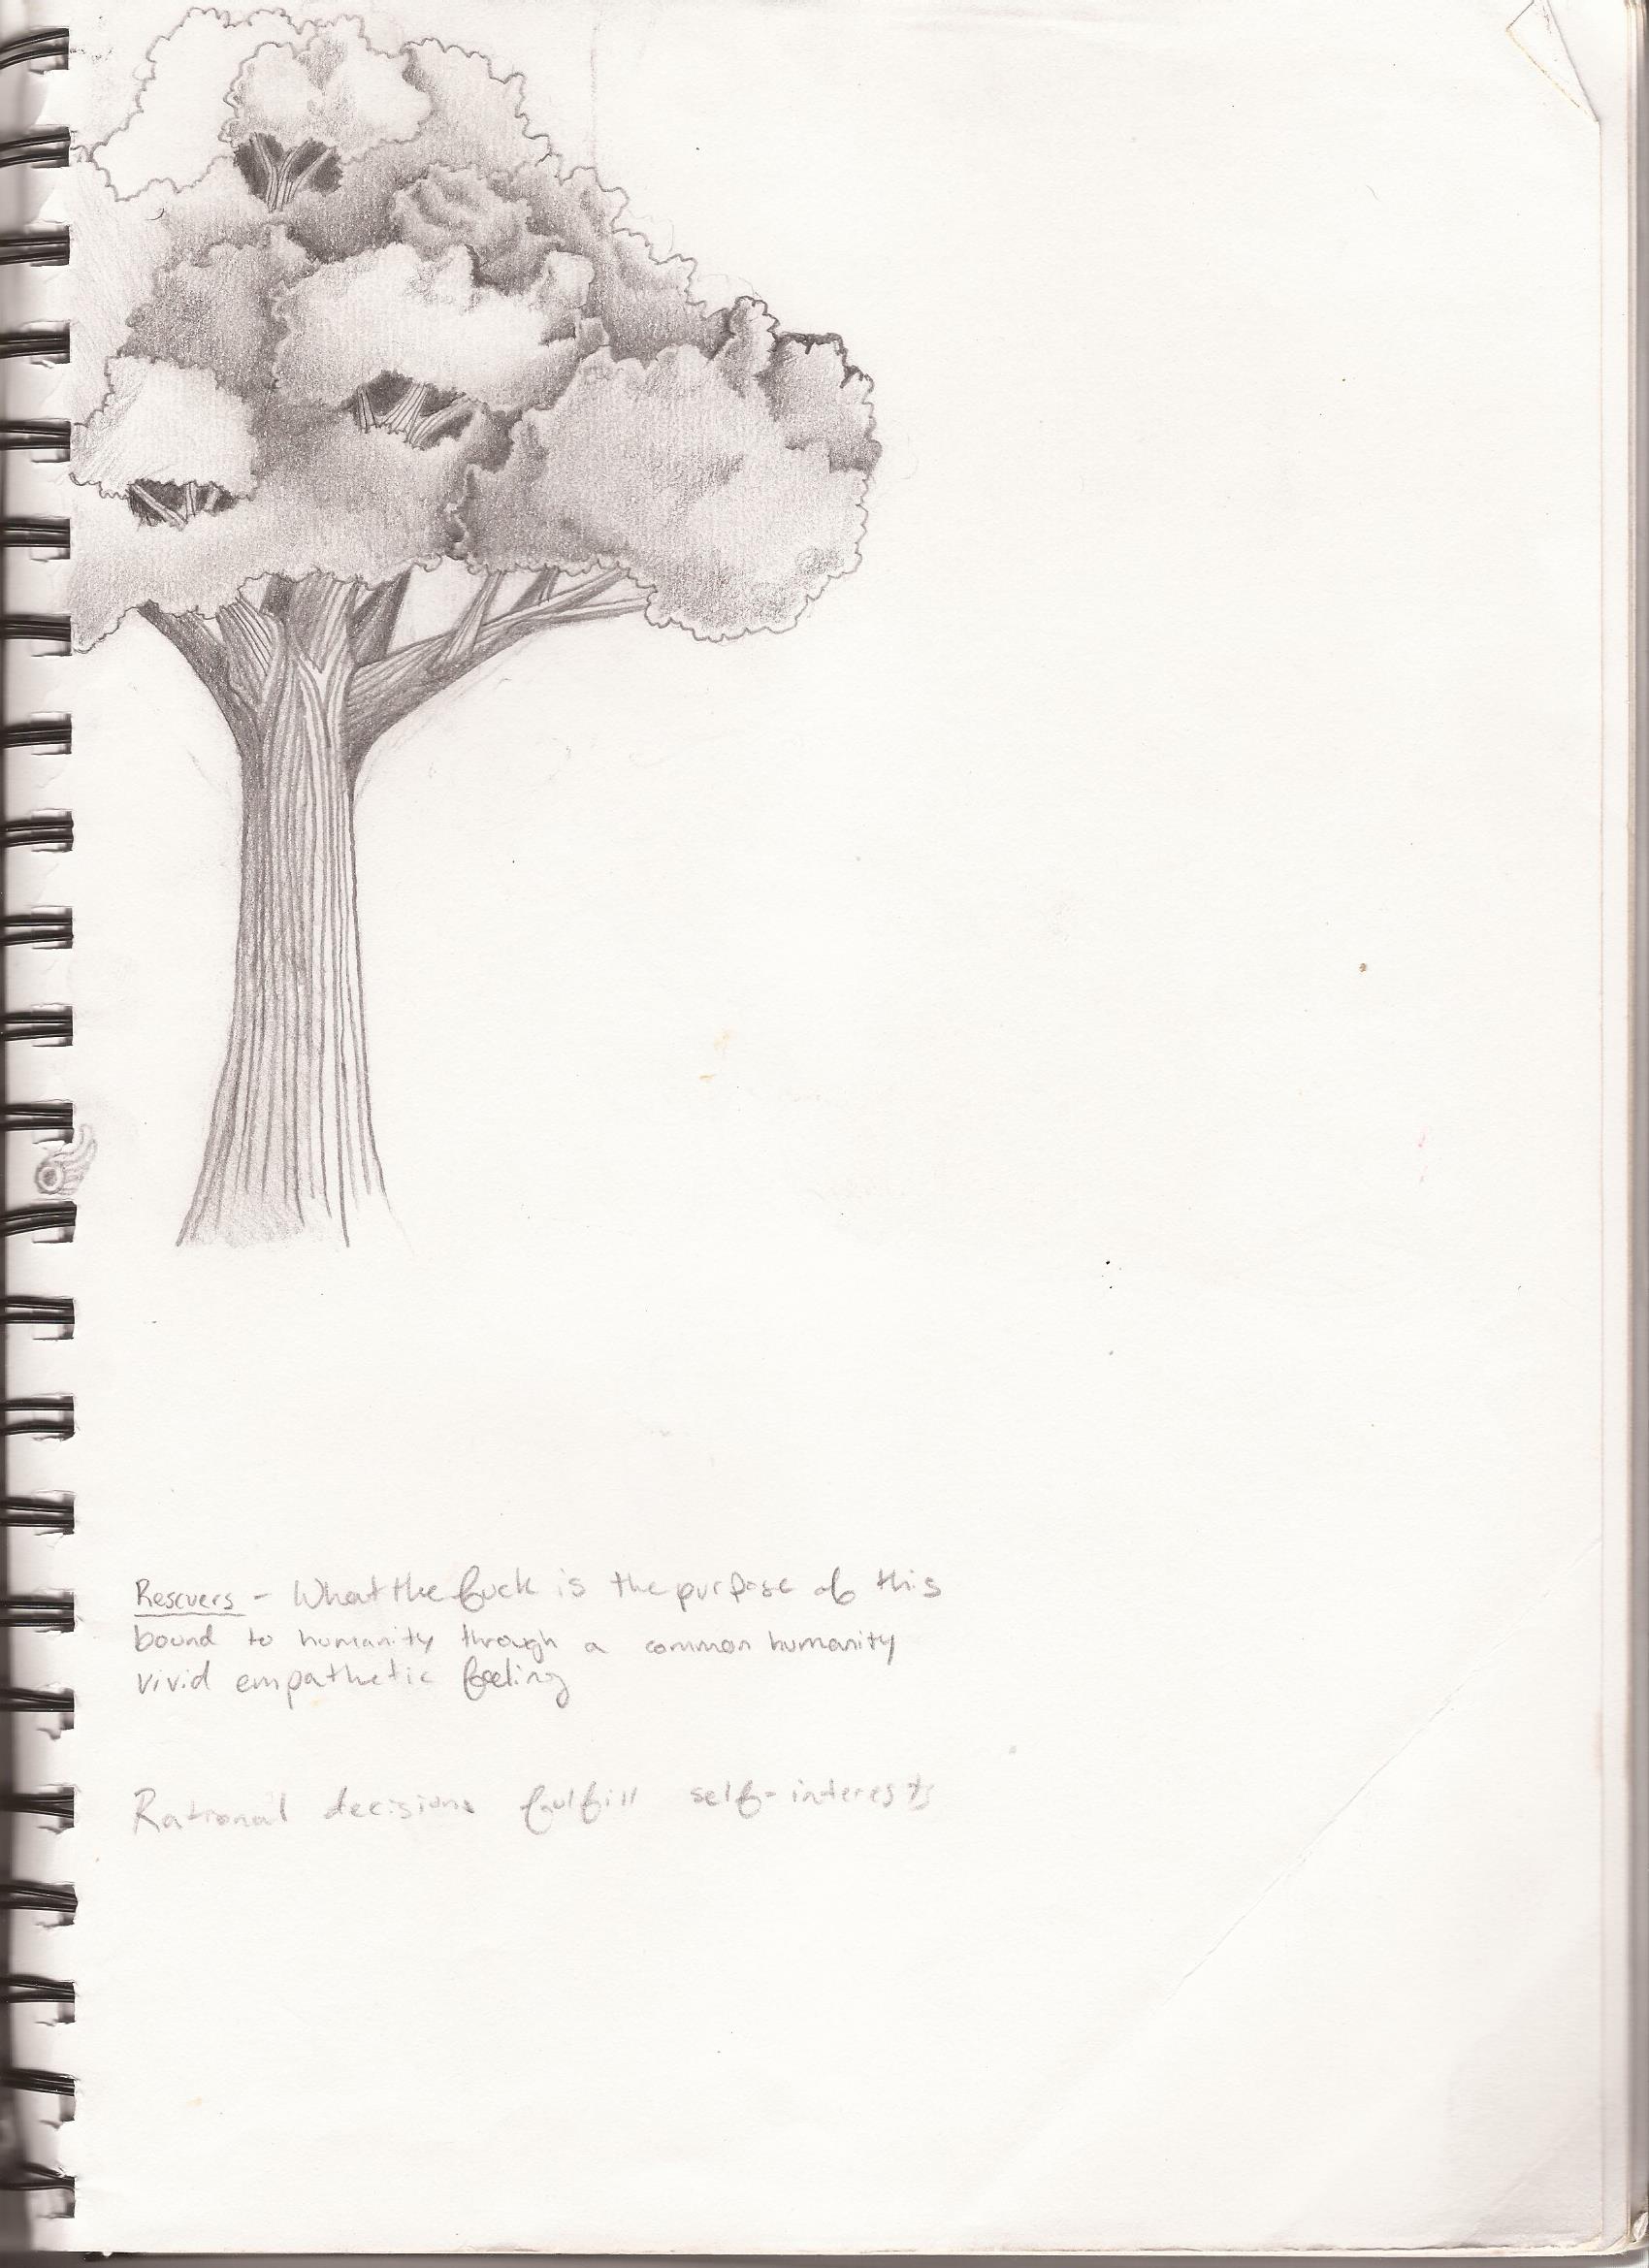 Rescuers - What the fuck is the purpose of this
bound to humanity through a common humanity
vivid empathetic feeling
Rational decisions fulfill self-interests